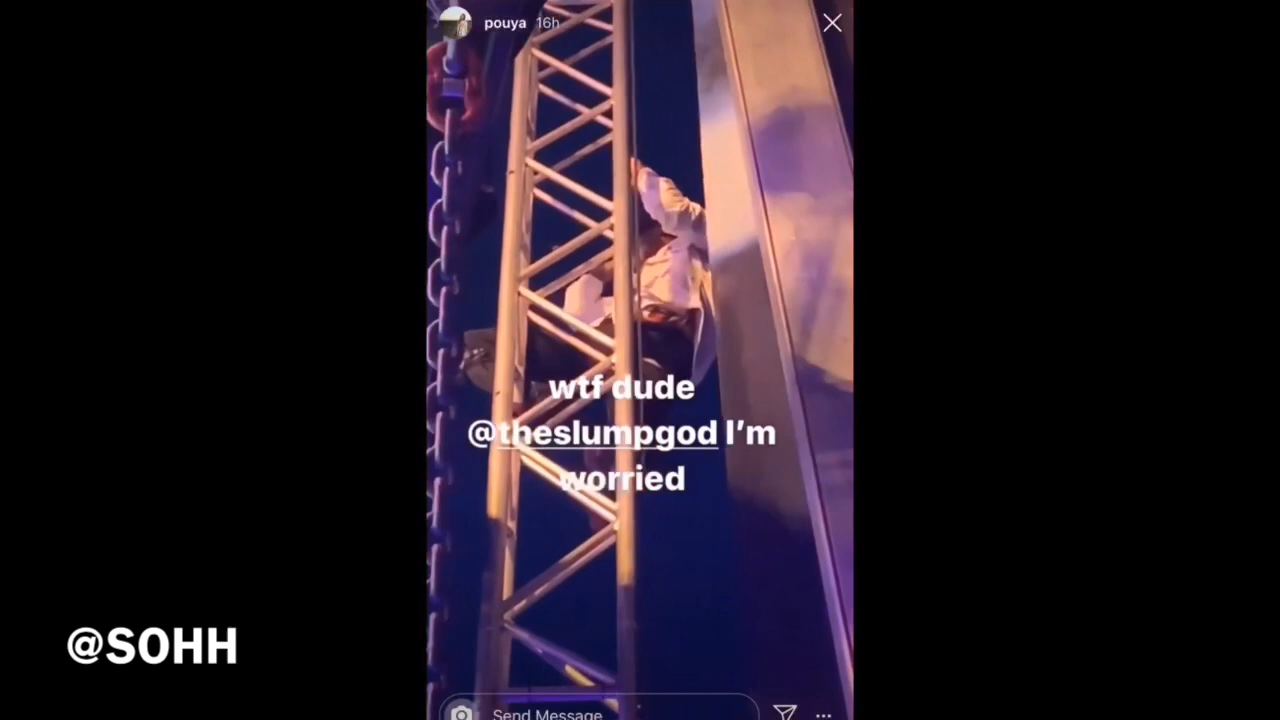 pouya 16h
wtf dude
@theslumpgod I'm
worried
@SOHH
Send Message